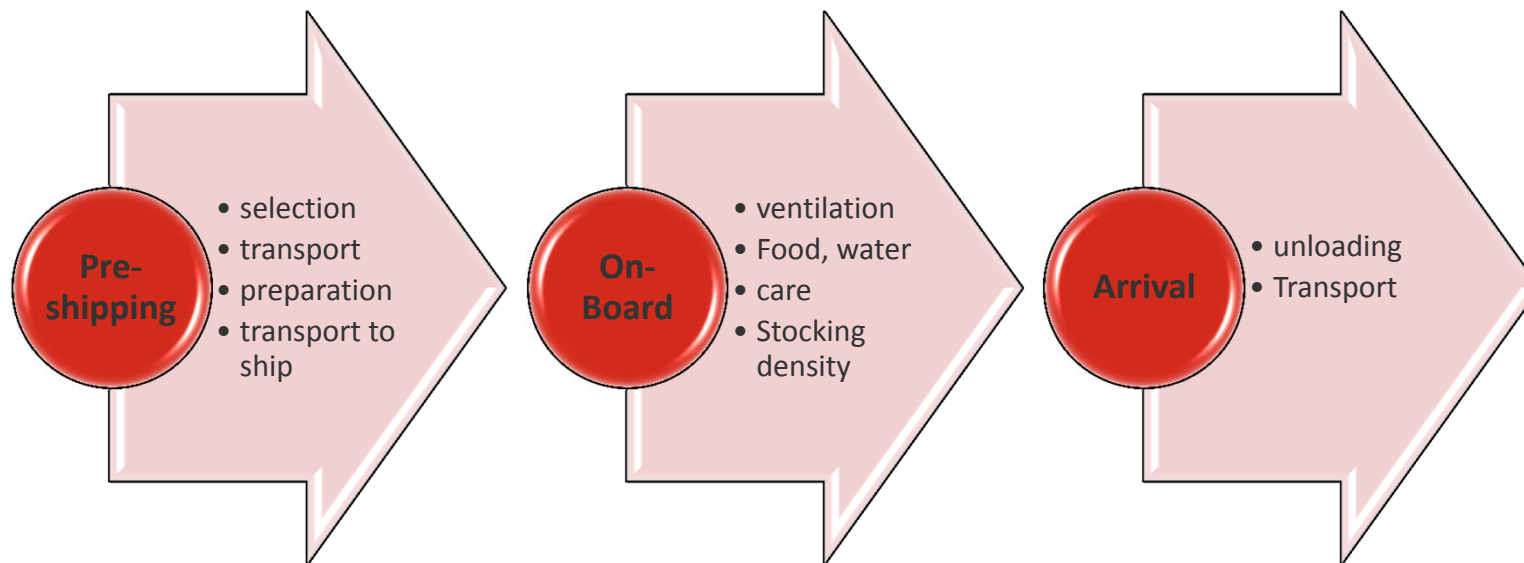 Pre-
shipping
• selection
• transport
• preparation
• transport to
ship
On-
Board
• ventilation
• Food, water
• care
• Stocking
density
Arrival
• unloading
• Transport